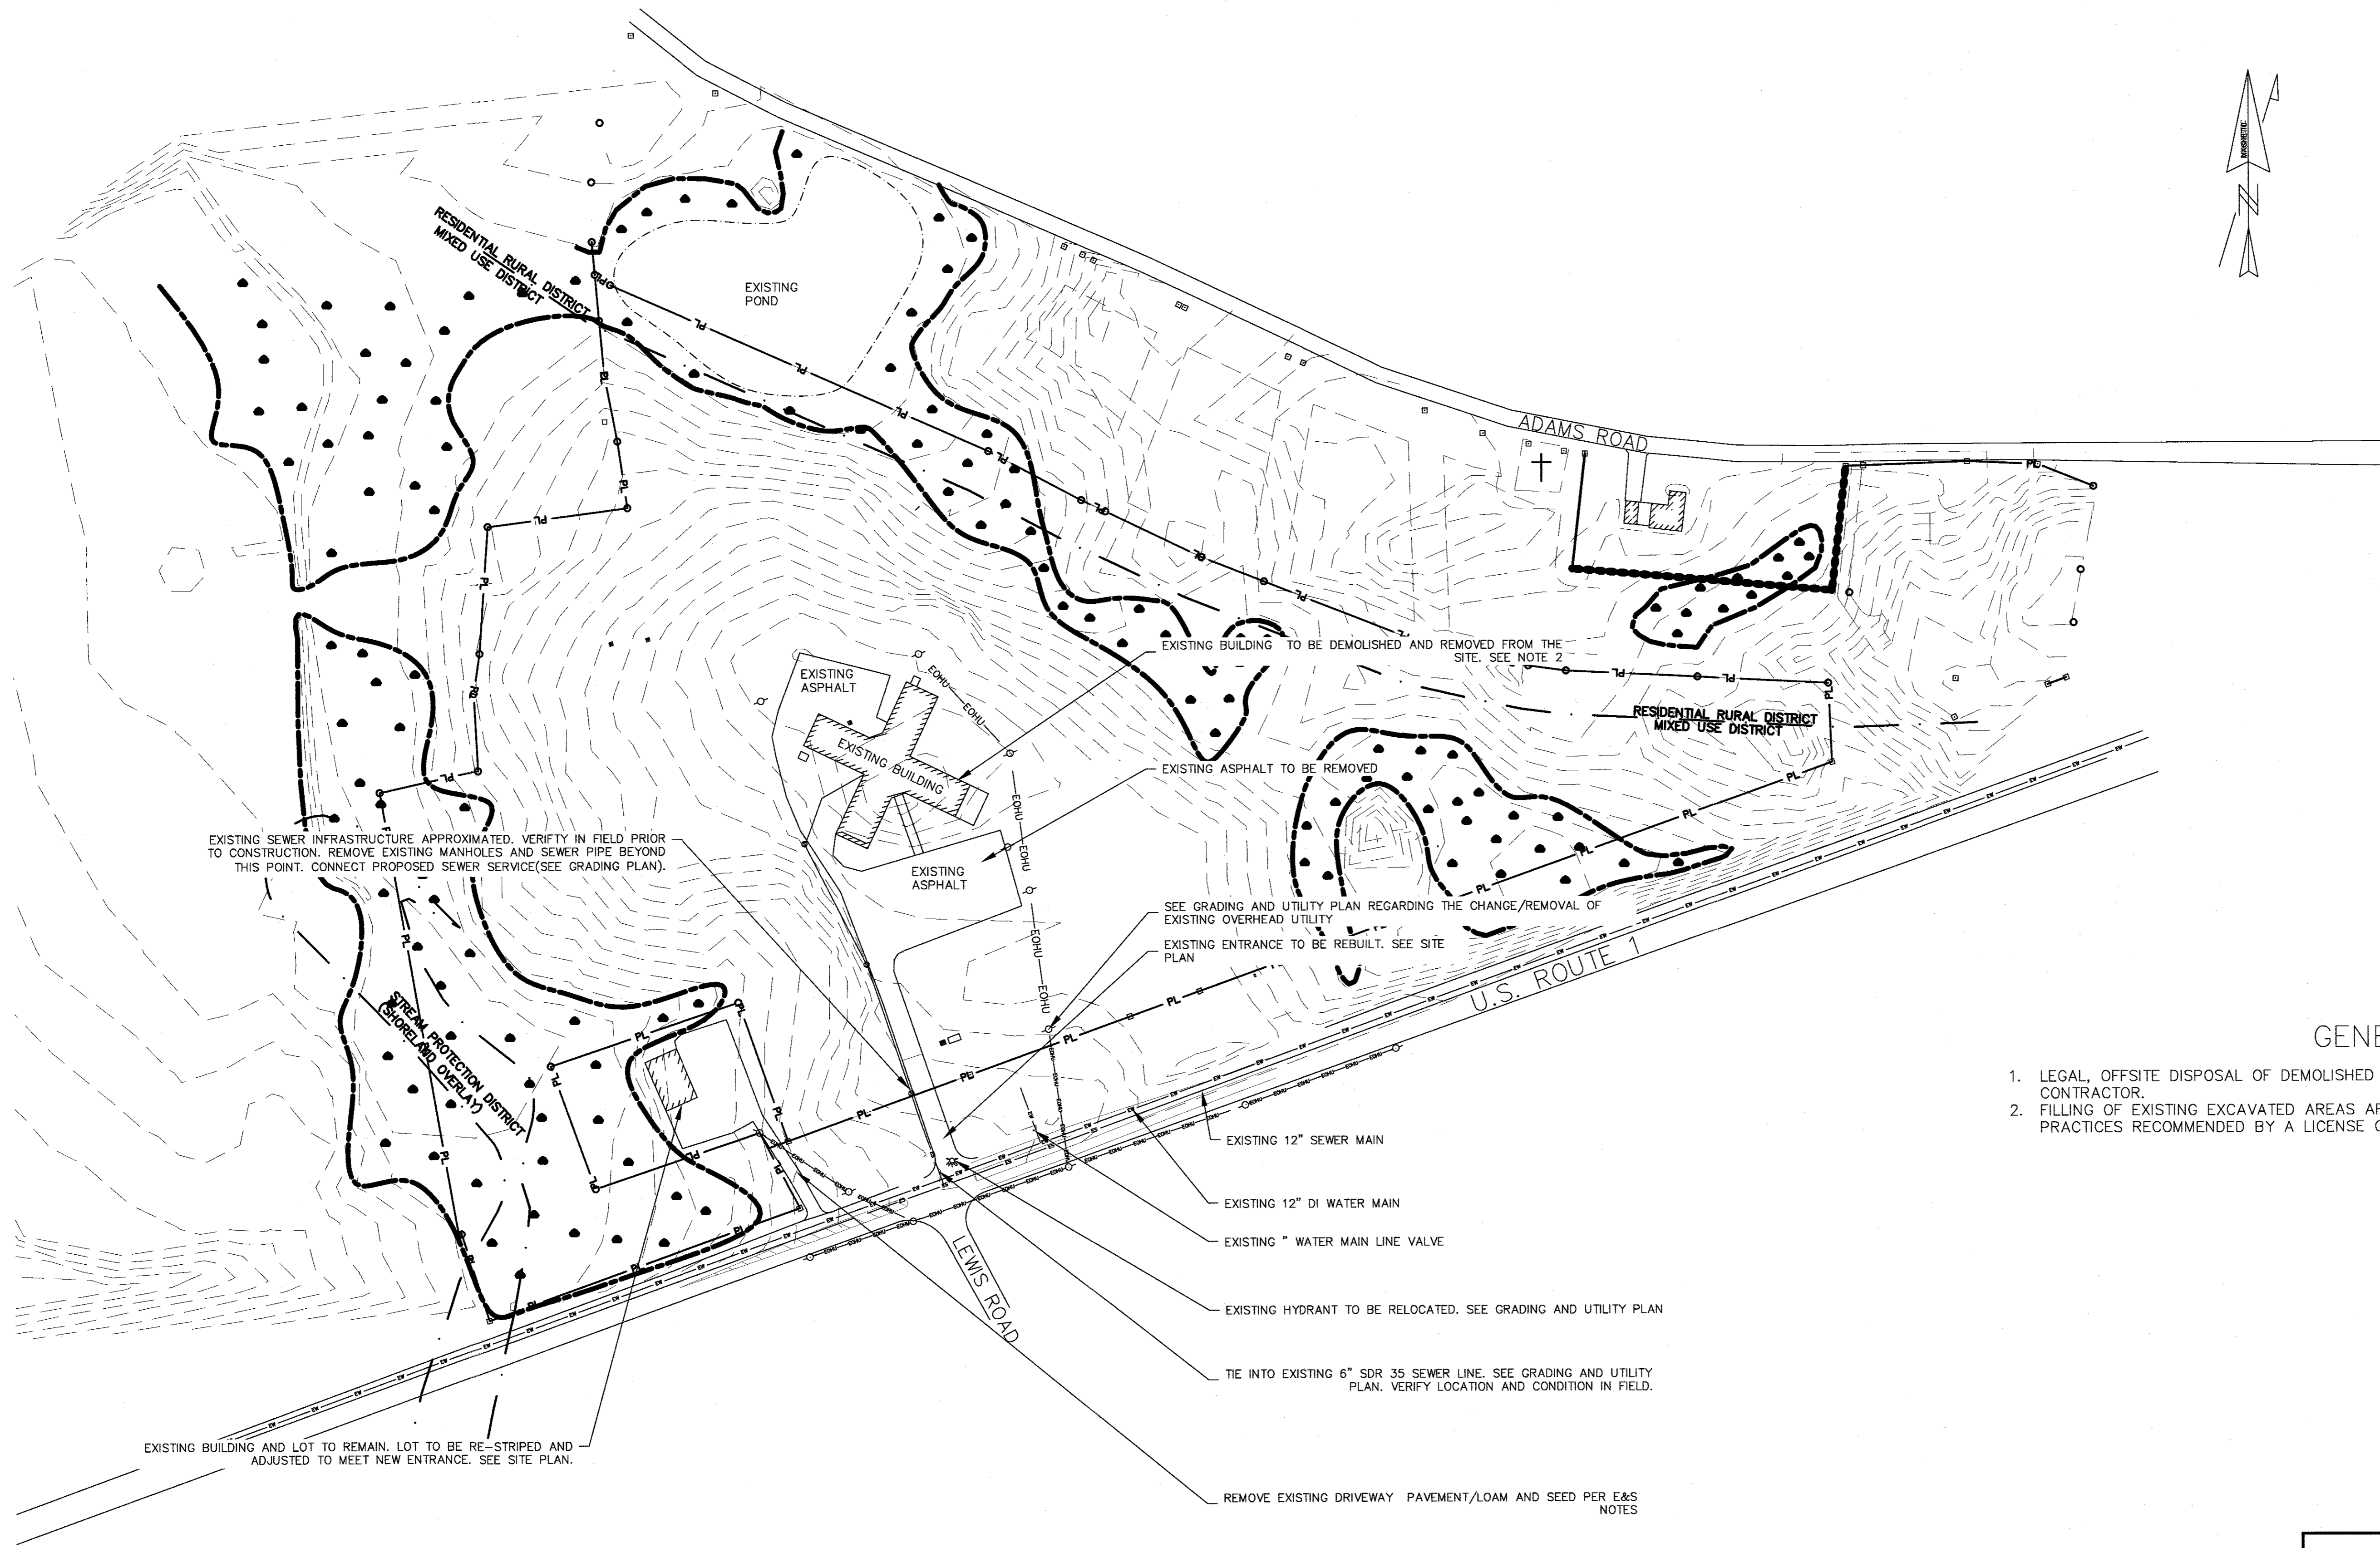 MAGNETIC
N
RESIDENTIAL RURAL DISTRICT
MIXED USE DISTRICT
EXISTING
POND
ADAMS ROAD
EXISTING BUILDING TO BE DEMOLISHED AND REMOVED FROM THE
SITE. SEE NOTE 2
EXISTING
ASPHALT
EXISTING BUILDING
RESIDENTIAL RURAL DISTRICT
MIXED USE DISTRICT
EXISTING ASPHALT TO BE REMOVED
EXISTING SEWER INFRASTRUCTURE APPROXIMATED. VERIFTY IN FIELD PRIOR
TO CONSTRUCTION. REMOVE EXISTING MANHOLES AND SEWER PIPE BEYOND
THIS POINT. CONNECT PROPOSED SEWER SERVICE(SEE GRADING PLAN).
EXISTING
ASPHALT
EOHU
EOHU
EOHU
EOHU
EOHU
EOHU
SEE GRADING AND UTILITY PLAN REGARDING THE CHANGE/REMOVAL OF
EXISTING OVERHEAD UTILITY
EXISTING ENTRANCE TO BE REBUILT. SEE SITE
PLAN
U.S. ROUTE 1
STREAM PROTECTION DISTRICT
(SHORELAND OVERLAY)
GENE
1. LEGAL, OFFSITE DISPOSAL OF DEMOLISHED
CONTRACTOR.
2. FILLING OF EXISTING EXCAVATED AREAS AF
PRACTICES RECOMMENDED BY A LICENSE
EXISTING 12" SEWER MAIN
EXISTING 12" DI WATER MAIN
EXISTING " WATER MAIN LINE VALVE
LEWIS ROAD
EXISTING HYDRANT TO BE RELOCATED. SEE GRADING AND UTILITY PLAN
TIE INTO EXISTING 6" SDR 35 SEWER LINE. SEE GRADING AND UTILITY
PLAN. VERIFY LOCATION AND CONDITION IN FIELD.
EXISTING BUILDING AND LOT TO REMAIN. LOT TO BE RE-STRIPED AND
ADJUSTED TO MEET NEW ENTRANCE. SEE SITE PLAN.
REMOVE EXISTING DRIVEWAY PAVEMENT/LOAM AND SEED PER E&S
NOTES